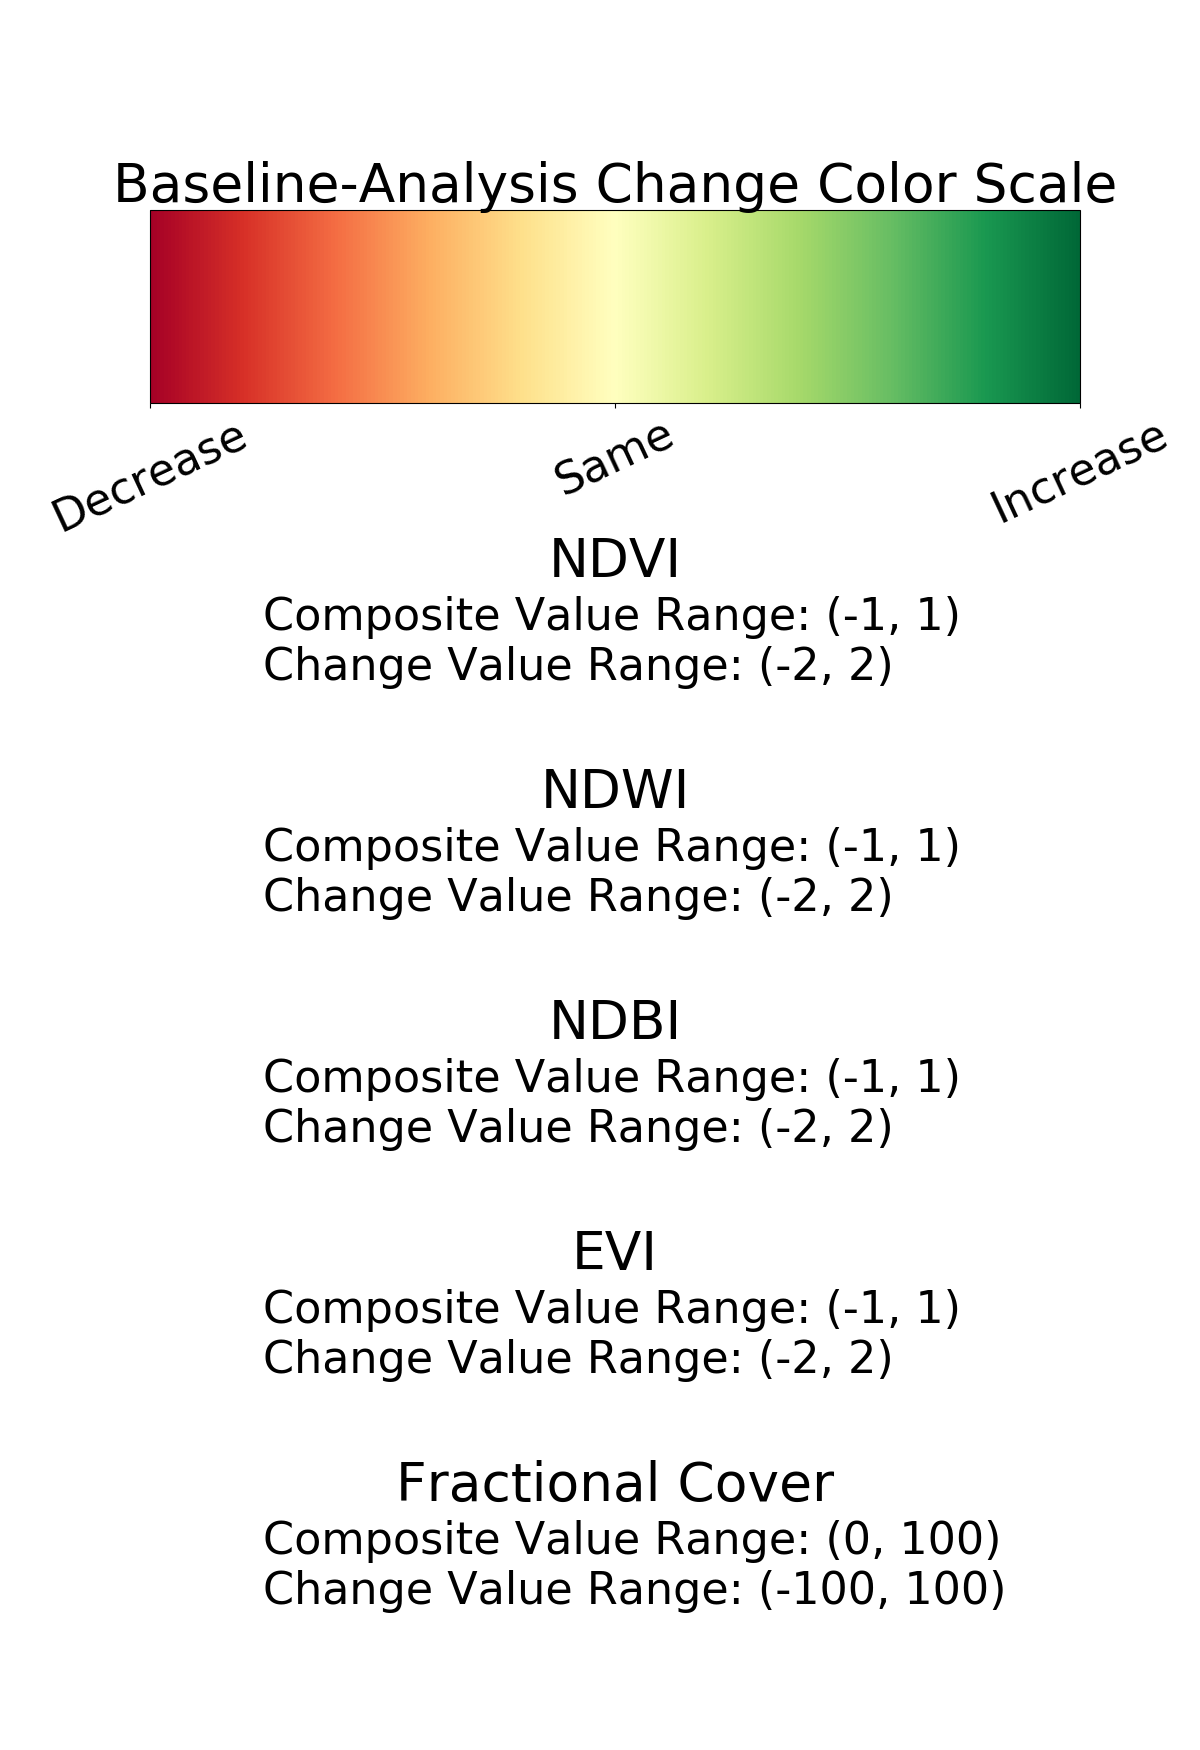 Baseline-Analysis Change Color Scale
Decrease
Same
Increase
NDVI
Composite Value Range: (-1, 1)
Change Value Range: (-2, 2)
NDWI
Composite Value Range: (-1, 1)
Change Value Range: (-2, 2)
NDBI
Composite Value Range: (-1, 1)
Change Value Range: (-2, 2)
EVI
Composite Value Range: (-1, 1)
Change Value Range: (-2, 2)
Fractional Cover
Composite Value Range: (0, 100)
Change Value Range: (-100, 100)